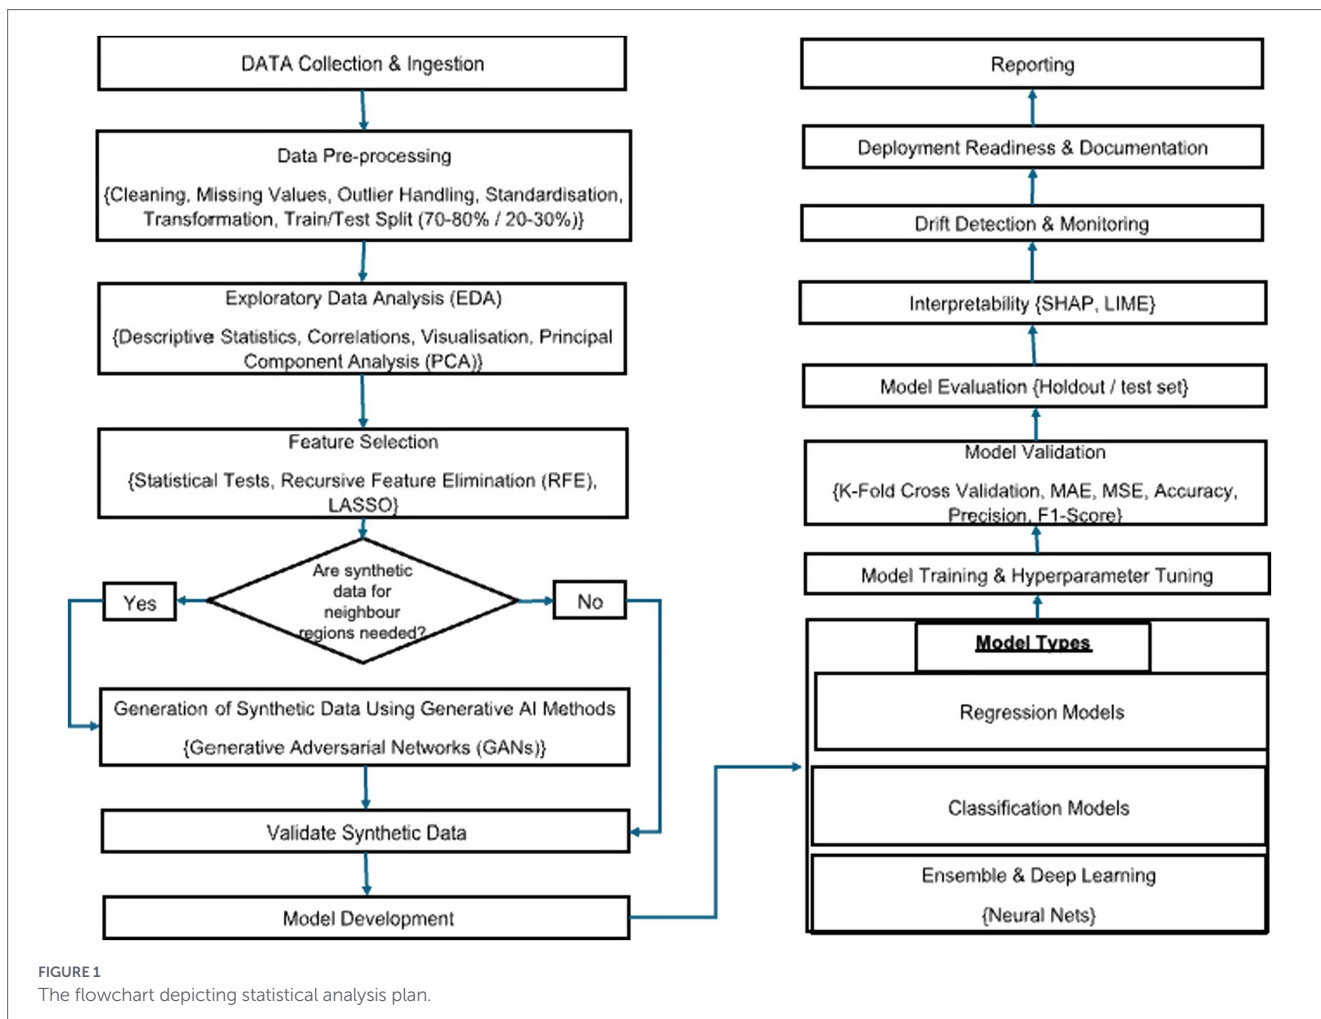 DATA Collection & Ingestion
Data Pre-processing
{Cleaning, Missing Values, Outlier Handling, Standardisation,
Transformation, Train/Test Split (70-80% / 20-30%)}
Exploratory Data Analysis (EDA)
{Descriptive Statistics, Correlations, Visualisation, Principal
Component Analysis (PCA)}
Feature Selection
{Statistical Tests, Recursive Feature Elimination (RFE),
LASSO}
Are synthetic
data for
neighbour
regions needed?
Yes
No
Generation of Synthetic Data Using Generative AI Methods
{Generative Adversarial Networks (GANs)}
Validate Synthetic Data
Model Development
Reporting
Deployment Readiness & Documentation
Drift Detection & Monitoring
Interpretability {SHAP, LIME}
Model Evaluation {Holdout / test set}
Model Validation
{K-Fold Cross Validation, MAE, MSE, Accuracy,
Precision, F1-Score}
Model Training & Hyperparameter Tuning
Model Types
Regression Models
Classification Models
Ensemble & Deep Learning
{Neural Nets}
FIGURE 1
The flowchart depicting statistical analysis plan.